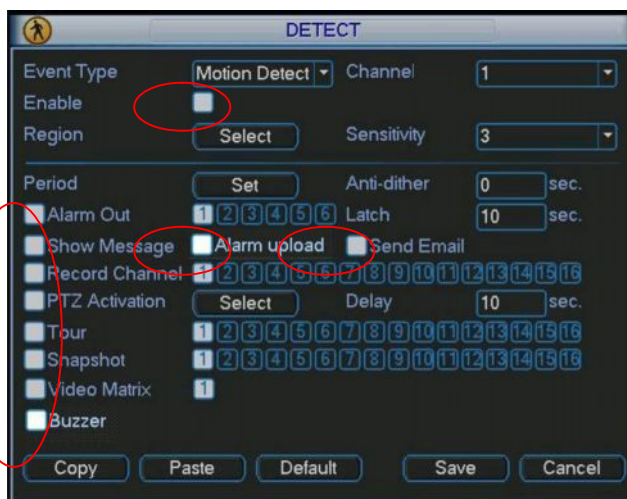 DETECT
Event Type Motion Detect Channel 1
Enable
Region Select Sensitivity 3
Period Set Anti-dither 0 sec.
Alarm Out 1 2 3 4 5 6 Latch 10 sec.
Show Message Alarm upload Send Email
Record Channel 1 2 3 4 5 6 7 8 9 10 11 12 13 14 15 16
PTZ Activation Select Delay 10 sec.
Tour 1 2 3 4 5 6 7 8 9 10 11 12 13 14 15 16
Snapshot 1 2 3 4 5 6 7 8 9 10 11 12 13 14 15 16
Video Matrix 1
Buzzer
Copy Paste Default Save Cancel